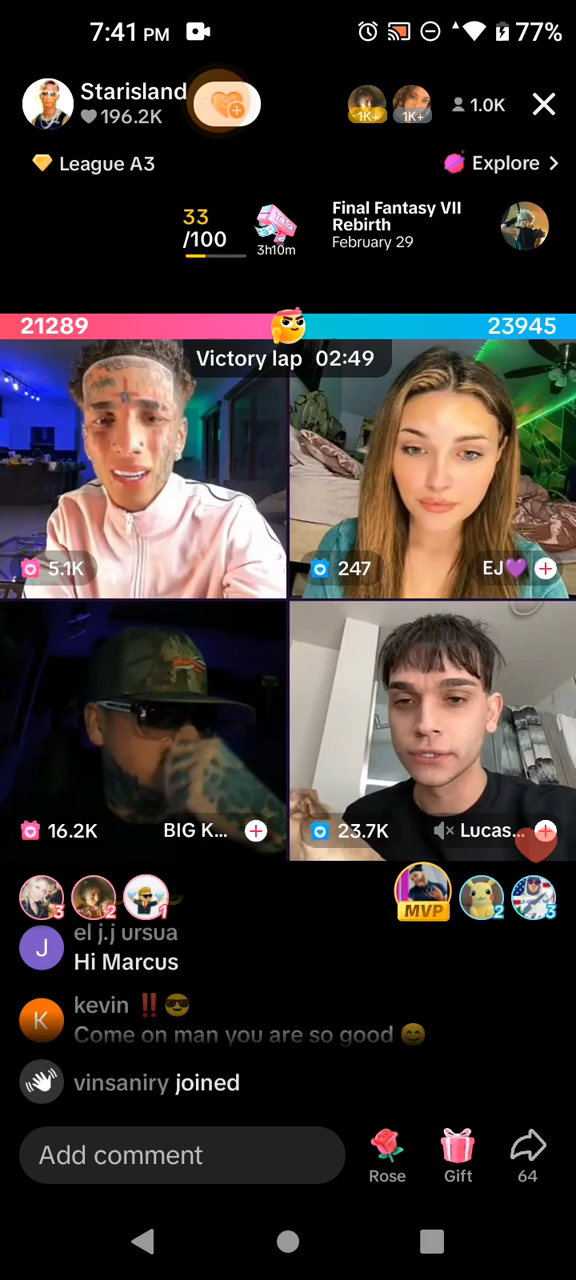 7:41 PM
77%
Starisland
196.2K
1K+
1K+
1.0K
League A3
Explore
33
/100
TikTok
3h10m
Final Fantasy VII
Rebirth
February 29
21289
23945
Victory lap 02:49
5.1K
247
EJ💜
16.2K
BIG K...
23.7K
Lucas...
3
2
1
MVP
2
3
el j.j ursua
J
Hi Marcus
kevin ‼️😎
K
Come on man you are so good 😊
vinsaniry joined
Add comment
Rose
Gift
64